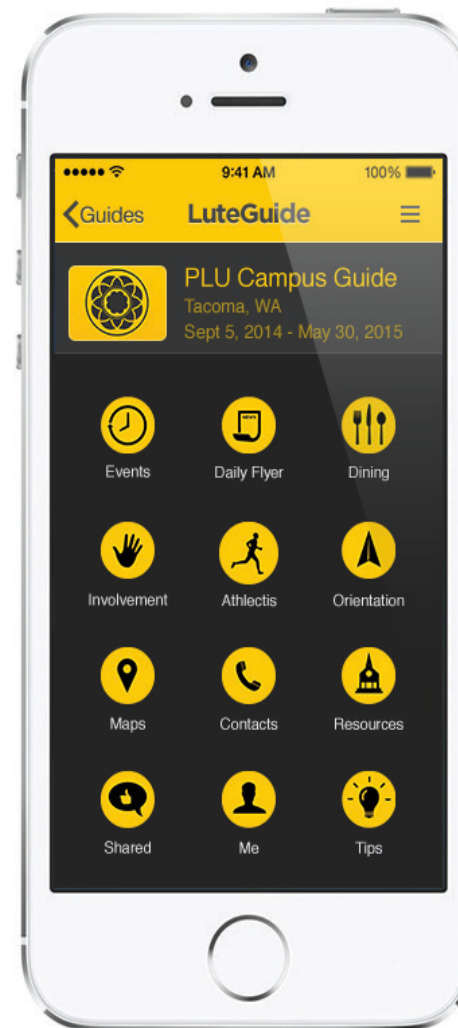 9:41 AM 100%
Guides LuteGuide
PLU Campus Guide
Tacoma, WA
Sept 5, 2014 - May 30, 2015
NEWS
Events Daily Flyer Dining
Involvement Athlectis Orientation
Maps Contacts Resources
Shared Me Tips